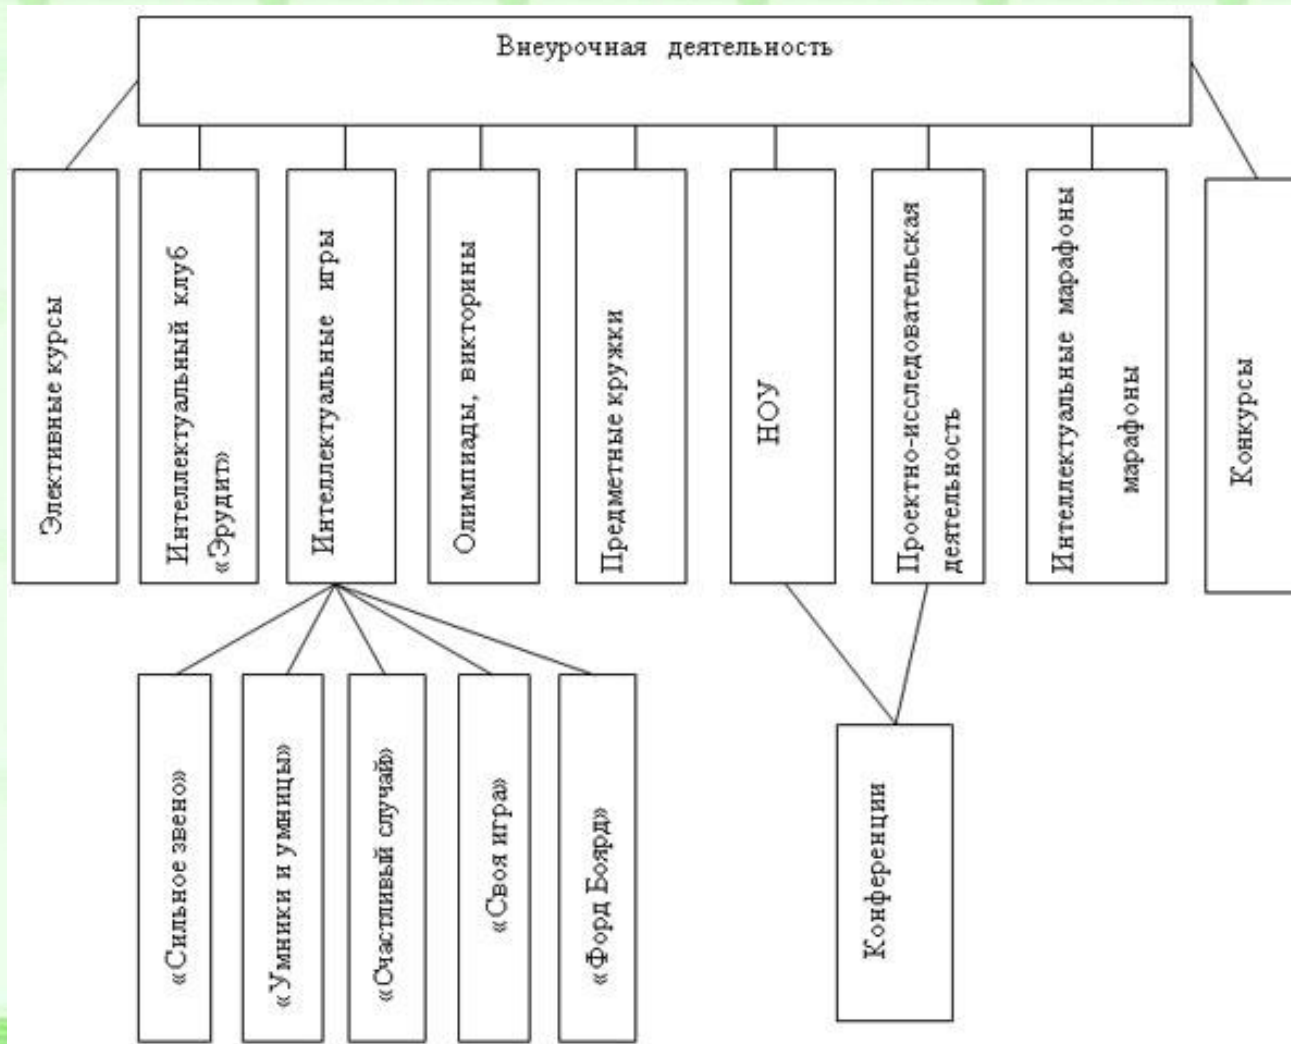 Внеурочная деятельность
Элективные курсы
Интеллектуальный клуб
«Эрудит»
Интеллектуальные игры
Олимпиады, викторины
Предметные кружки
НОУ
Проектно-исследовательская
деятельность
Интеллектуальные марафоны
марафоны
Конкурсы
«Сильное звено»
«Умники и умницы»
«Счастливый случай»
«Своя игра»
«Форд Боярд»
Конференции